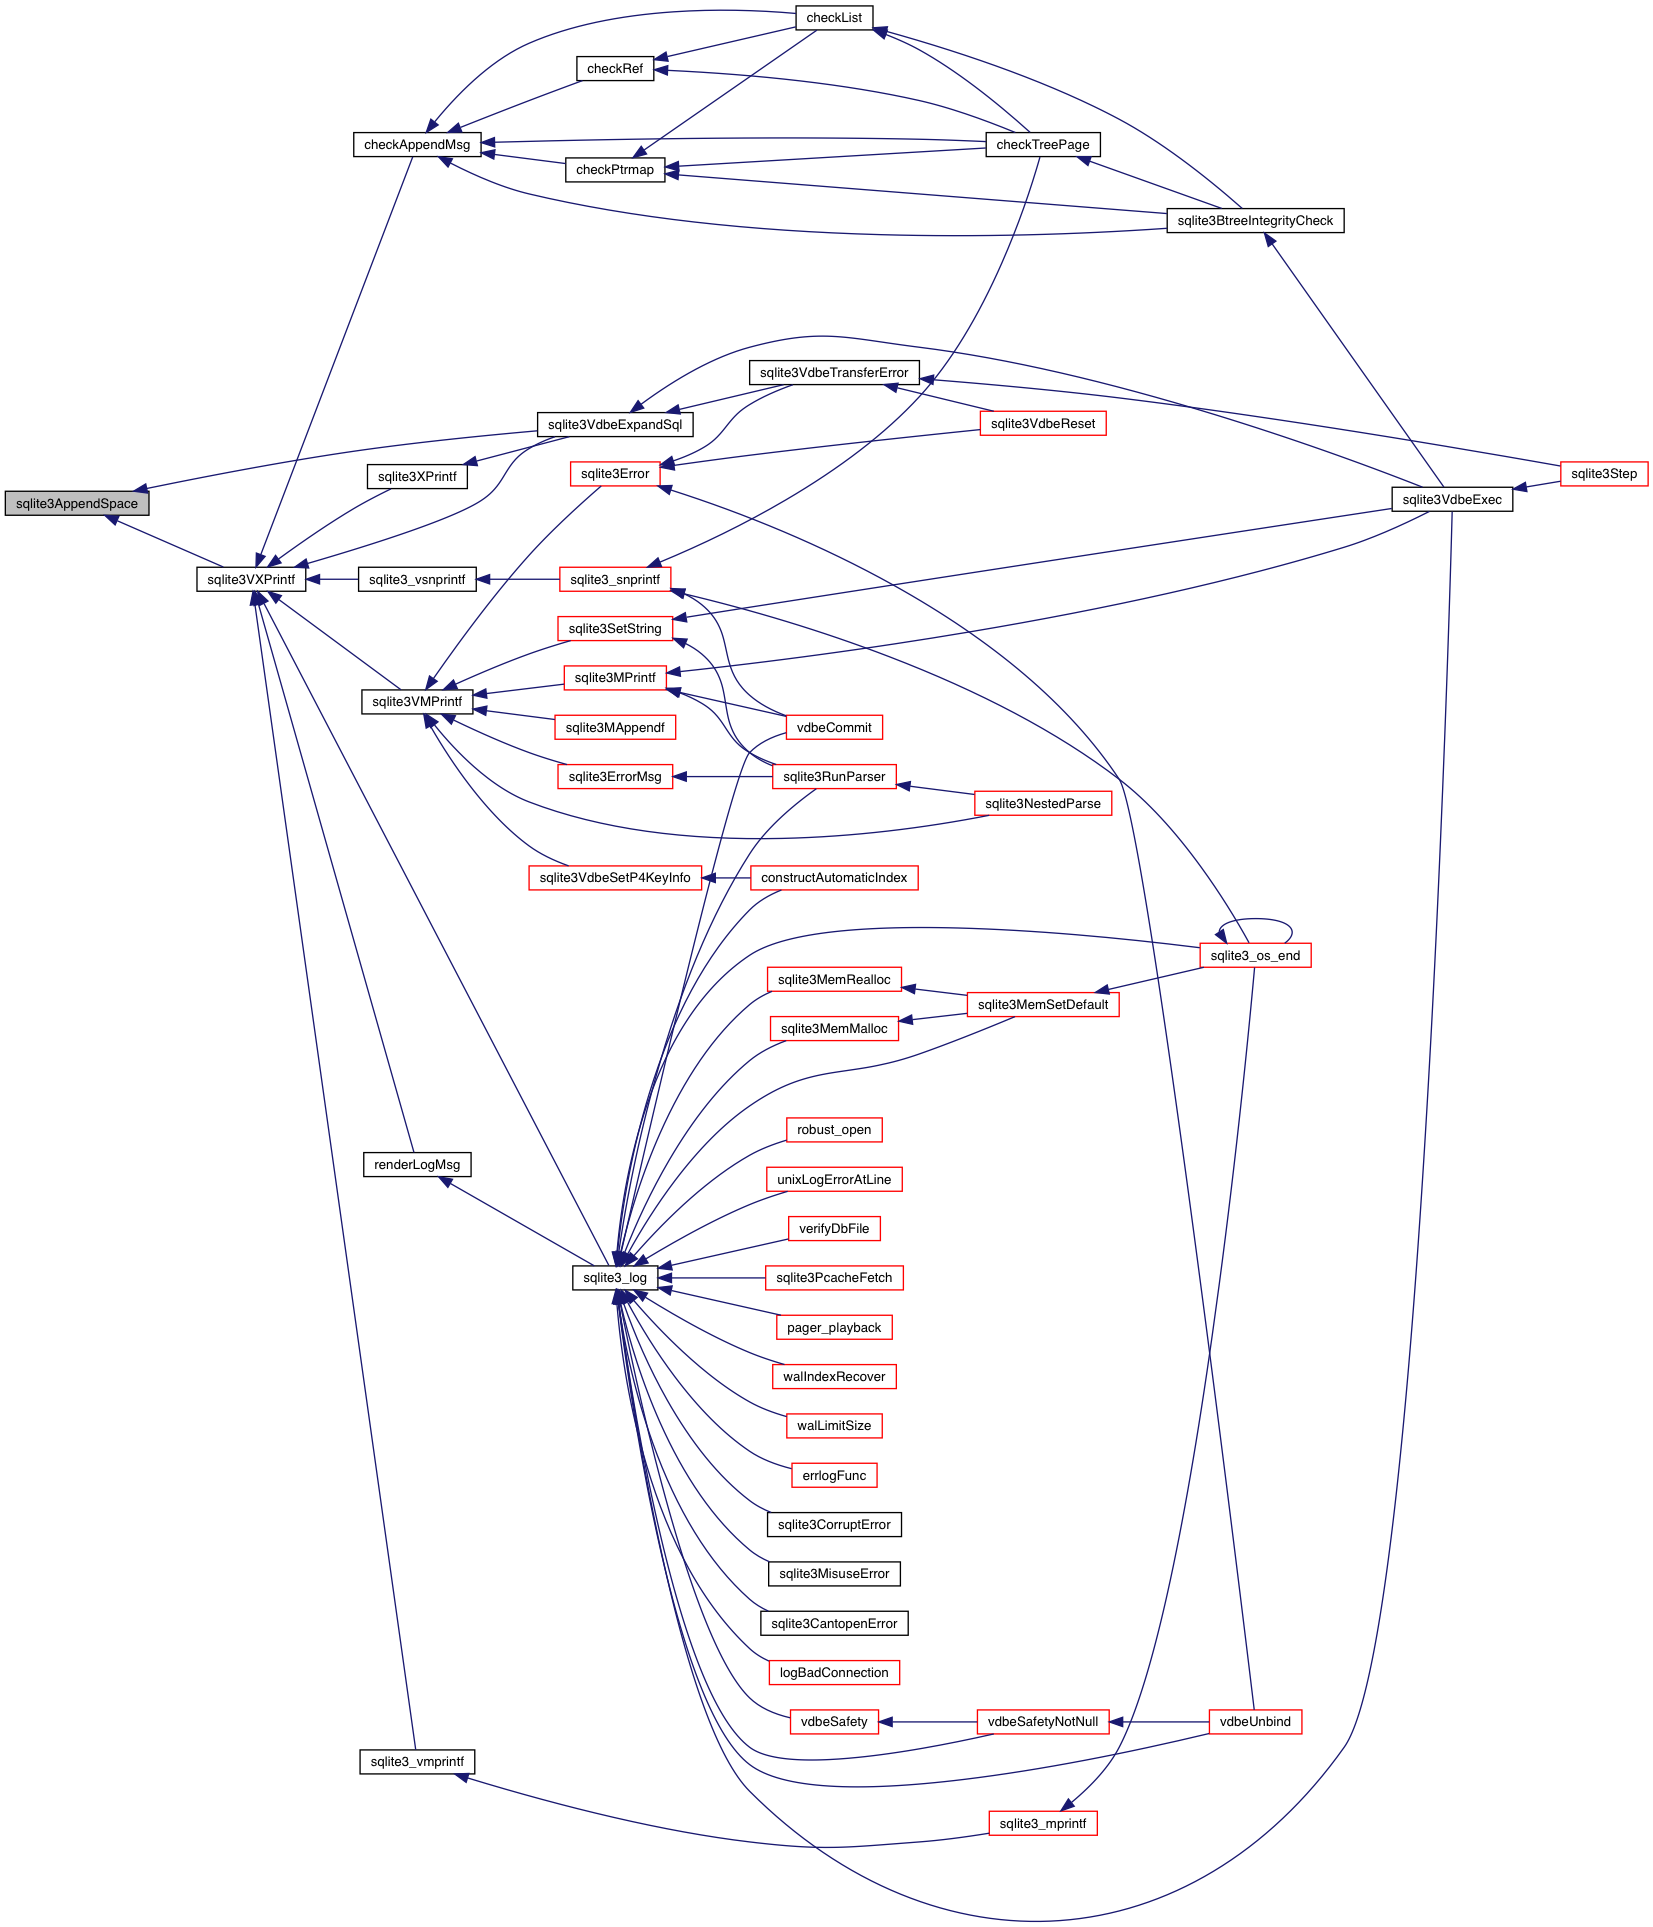 checkList
checkRef
checkAppendMsg
checkTreePage
checkPtrmap
sqlite3BtreeIntegrityCheck
sqlite3VdbeTransferError
sqlite3VdbeExpandSql
sqlite3VdbeReset
sqlite3XPrintf
sqlite3Error
sqlite3Step
sqlite3AppendSpace
sqlite3VdbeExec
sqlite3VXPrintf
sqlite3_vsnprintf
sqlite3_snprintf
sqlite3SetString
sqlite3MPrintf
sqlite3VMPrintf
sqlite3MAppendf
vdbeCommit
sqlite3ErrorMsg
sqlite3RunParser
sqlite3NestedParse
sqlite3VdbeSetP4KeyInfo
constructAutomaticIndex
sqlite3_os_end
sqlite3MemRealloc
sqlite3MemSetDefault
sqlite3MemMalloc
robust_open
renderLogMsg
unixLogErrorAtLine
verifyDbFile
sqlite3_log
sqlite3PcacheFetch
pager_playback
walIndexRecover
walLimitSize
errlogFunc
sqlite3CorruptError
sqlite3MisuseError
sqlite3CantopenError
logBadConnection
vdbeSafety
vdbeSafetyNotNull
vdbeUnbind
sqlite3_vmprintf
sqlite3_mprintf